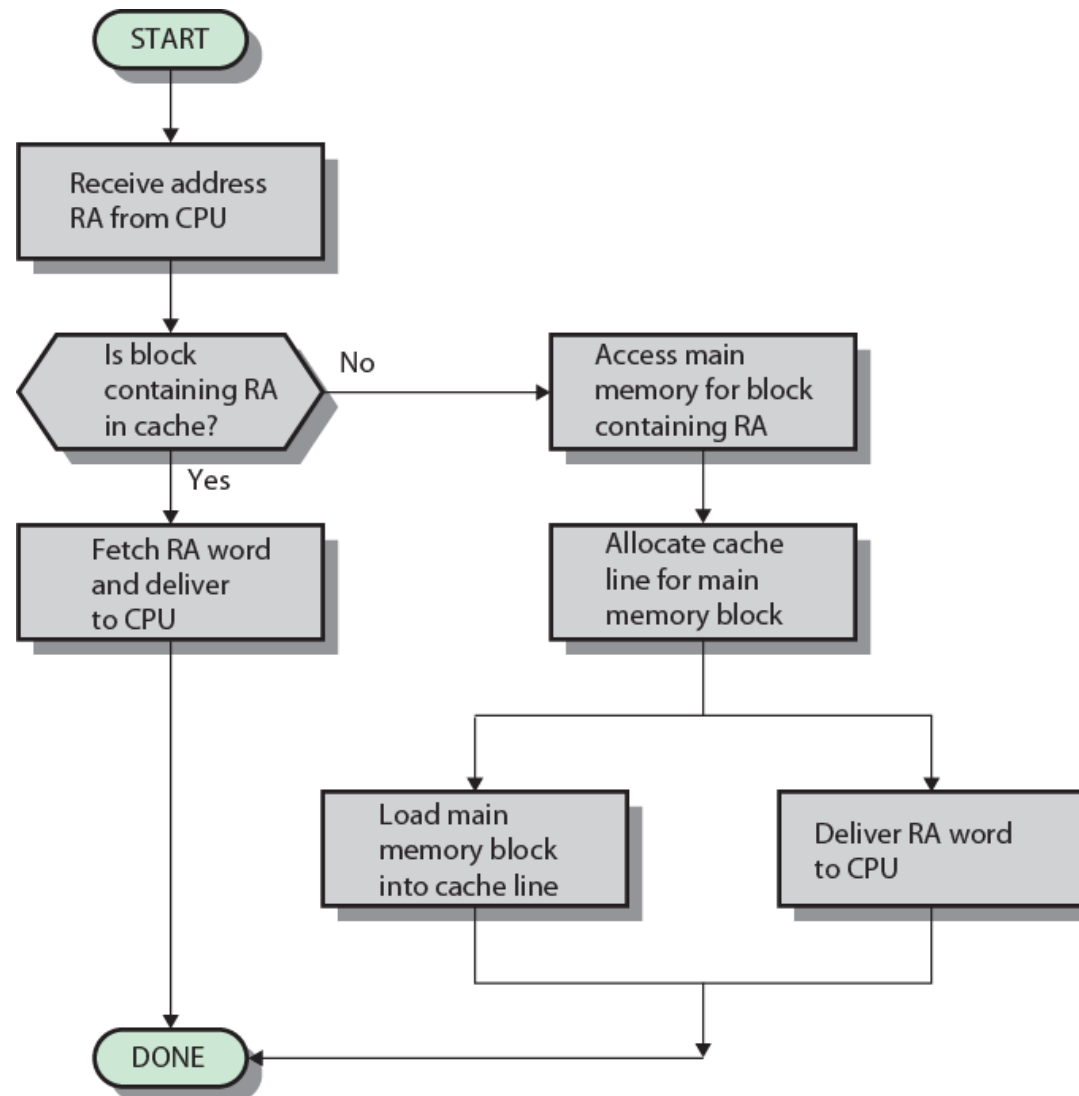 START
Receive address
RA from CPU
Is block
containing RA
in cache?
No
Access main
memory for block
containing RA
Yes
Fetch RA word
and deliver
to CPU
Allocate cache
line for main
memory block
Load main
memory block
into cache line
Deliver RA word
to CPU
DONE